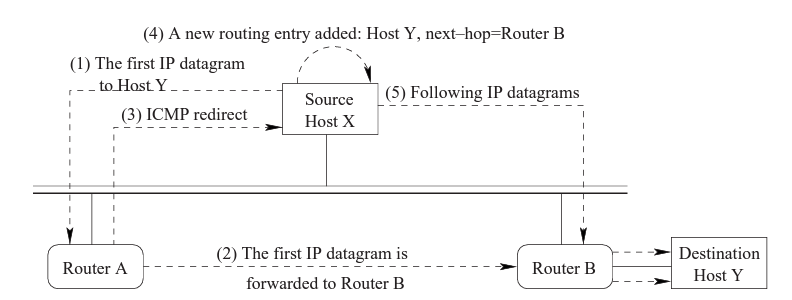 (4) A new routing entry added: Host Y, next–hop=Router B
(1) The first IP datagram
to Host Y
(3) ICMP redirect
Source
Host X
(5) Following IP datagrams
Router A
(2) The first IP datagram is
forwarded to Router B
Router B
Destination
Host Y